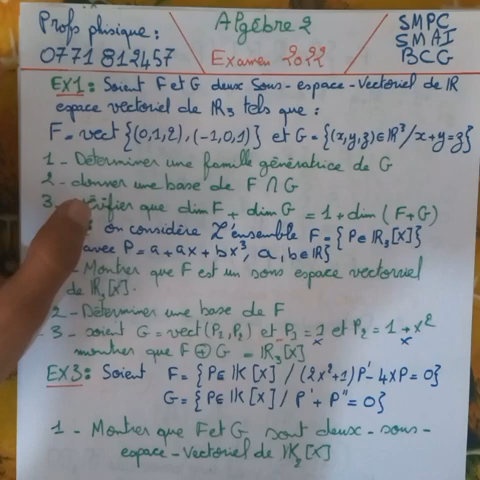 Profs phisique :
0771 812457
Algèbre 2
Examen 2022
SMPC
SMAI
BCG
EX1 : Soient F et G deux Sous-espace-Vectoriel de IR
espace vectoriel de IR3 tels que :
F = vect {(0,1,2), (-1,0,1)} et G = {(x,y,z) ∈ IR³ / x+y=z}
1 - Déterminer une famille génératrice de G
2 - donner une base de F ∩ G
3 - vérifier que dim F + dim G = 1 + dim (F+G)
on considère L'ensemble F = { P ∈ IR3[X]
avec P = a + ax + bx³, a, b ∈ IR}
- Montrer que F est un sous espace vectoriel
de IR3[X].
2 - Déterminer une base de F
- 3 - soient G = vect (P1, P2) et P1 = 1 et P2 = 1 + x²
montrer que F ⊕ G = IR3[X]
EX3 : Soient F = { P ∈ IK[X] / (2X²+1)P' - 4XP = 0}
G = { P ∈ IK[X] / P' + P'' = 0}
1 - Montrer que F et G sont deux - sous -
espace - Vectoriel de IK2[X]